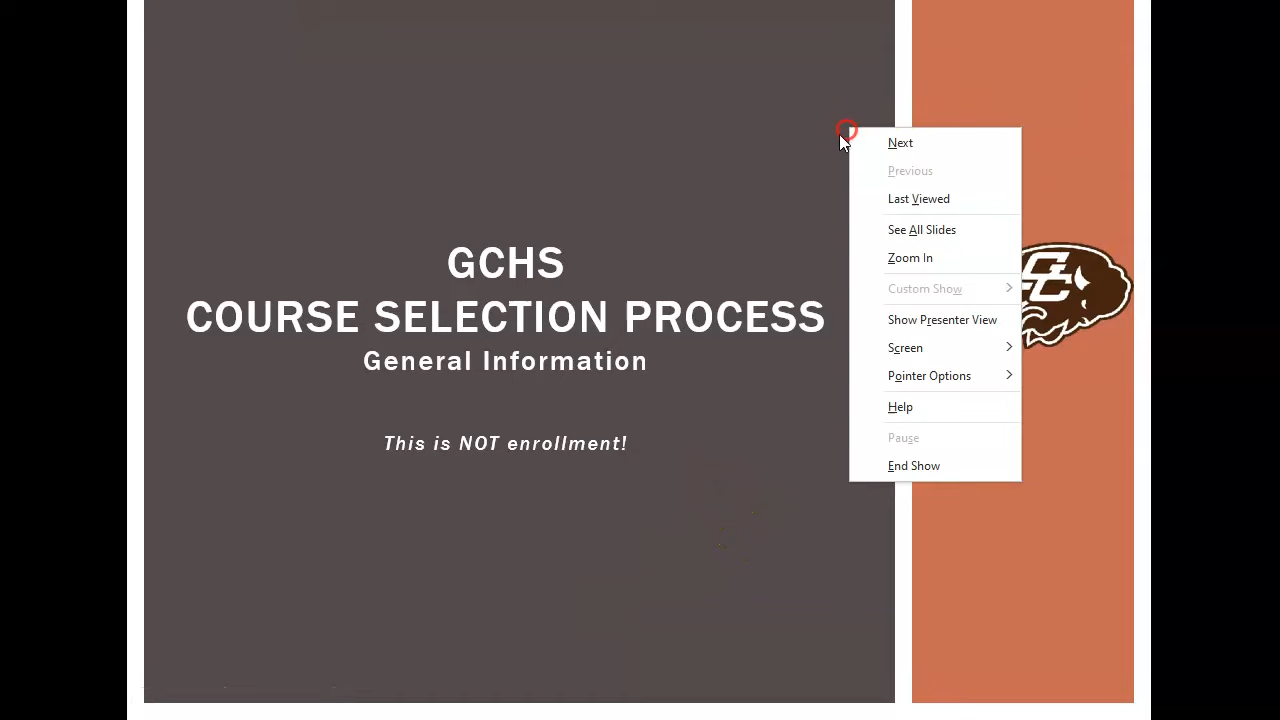 GCHS
COURSE SELECTION PROCESS
General Information
This is NOT enrollment!
Next
Previous
Last Viewed
See All Slides
Zoom In
Custom Show
Show Presenter View
Screen
Pointer Options
Help
Pause
End Show
GC